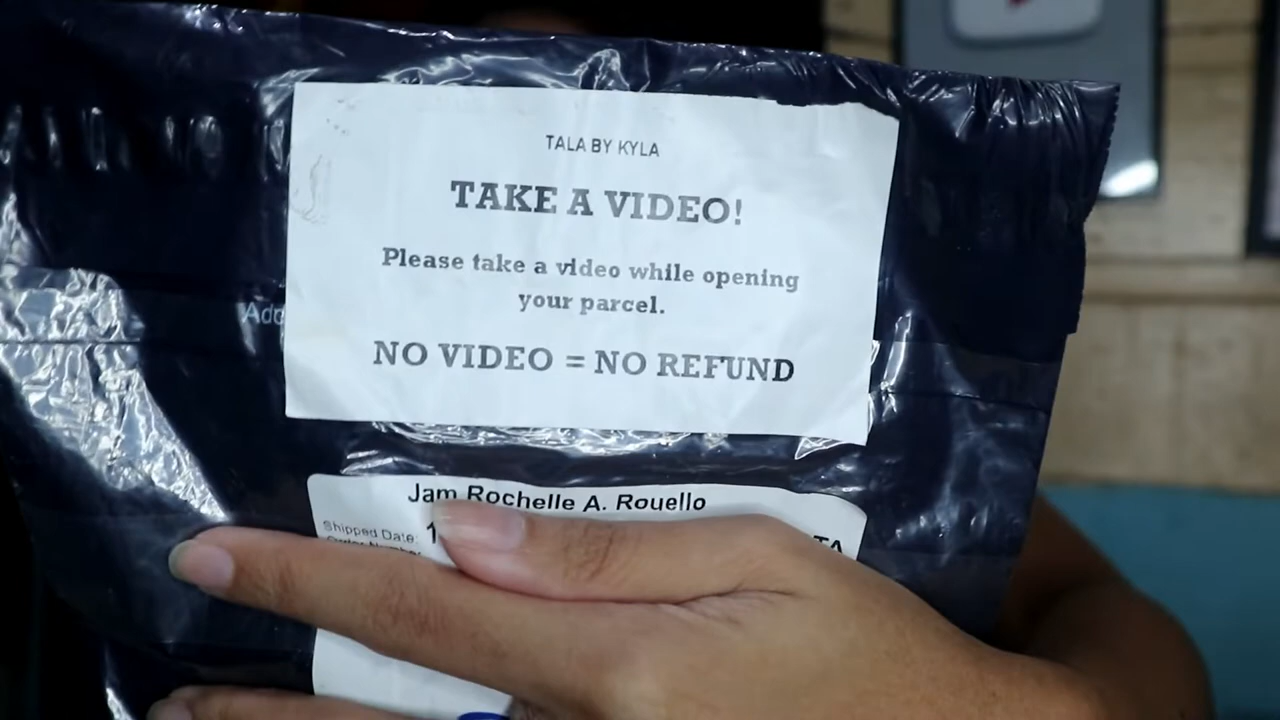 TALA BY KYLA
TAKE A VIDEO!
Please take a video while opening
your parcel.
NO VIDEO = NO REFUND
Jam Rochelle A. Rouello
Shipped Date: 1